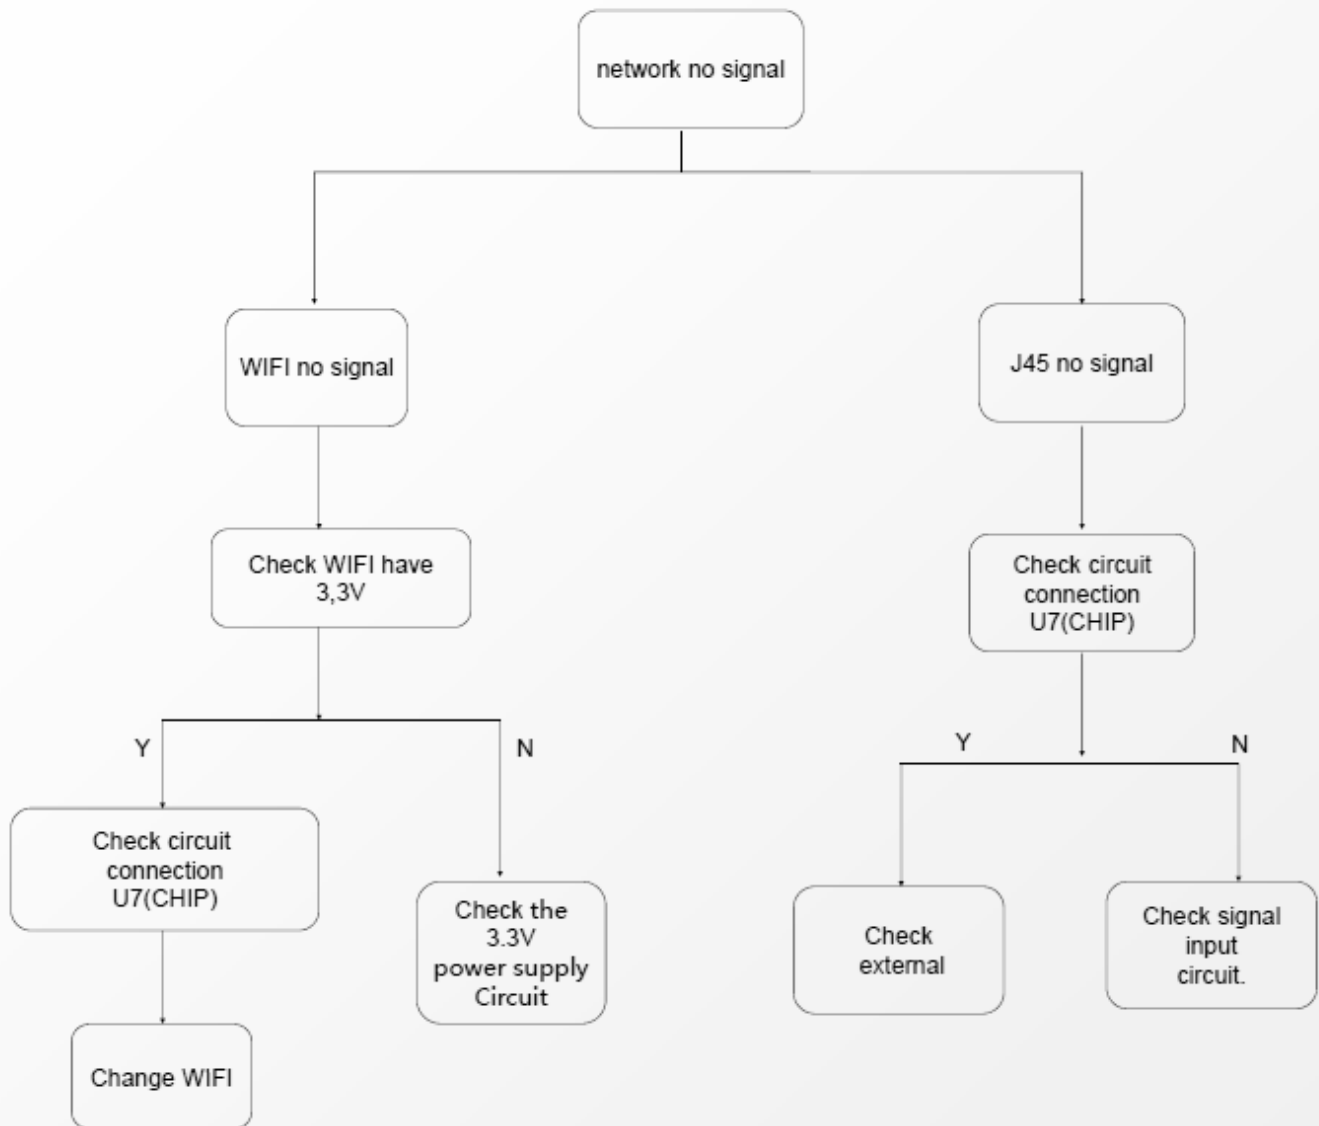 network no signal
WIFI no signal
J45 no signal
Check WIFI have
3,3V
Check circuit
connection
U7(CHIP)
Y
N
Y
N
Check circuit
connection
U7(CHIP)
Check the
3.3V
power supply
Circuit
Check
external
Check signal
input
circuit.
Change WIFI